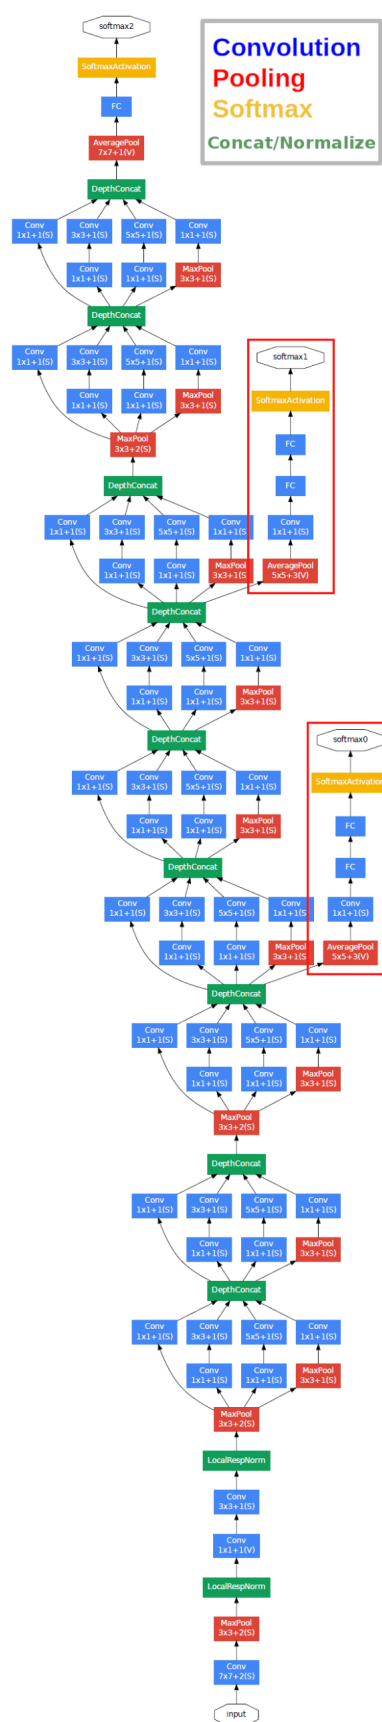 softmax2
Convolution
Pooling
Softmax
Concat/Normalize
SoftmaxActivation
FC
AveragePool
7x7+1(V)
DepthConcat
Conv Conv Conv Conv
1x1+1(S) 3x3+1(S) 5x5+1(S) 1x1+1(S)
Conv Conv MaxPool
1x1+1(S) 1x1+1(S) 3x3+1(S)
DepthConcat
Conv Conv Conv Conv
1x1+1(S) 3x3+1(S) 5x5+1(S) 1x1+1(S)
Conv Conv MaxPool
1x1+1(S) 1x1+1(S) 3x3+1(S)
MaxPool
3x3+2(S)
DepthConcat
softmax1
SoftmaxActivation
FC
FC
Conv Conv Conv Conv Conv
1x1+1(S) 3x3+1(S) 5x5+1(S) 1x1+1(S) 1x1+1(S)
Conv Conv MaxPool AveragePool
1x1+1(S) 1x1+1(S) 3x3+1(S) 5x5+3(V)
DepthConcat
Conv Conv Conv Conv
1x1+1(S) 3x3+1(S) 5x5+1(S) 1x1+1(S)
Conv Conv MaxPool
1x1+1(S) 1x1+1(S) 3x3+1(S)
DepthConcat
Conv Conv Conv Conv
1x1+1(S) 3x3+1(S) 5x5+1(S) 1x1+1(S)
Conv Conv MaxPool
1x1+1(S) 1x1+1(S) 3x3+1(S)
DepthConcat
softmax0
SoftmaxActivation
FC
FC
Conv Conv Conv Conv Conv
1x1+1(S) 3x3+1(S) 5x5+1(S) 1x1+1(S) 1x1+1(S)
Conv Conv MaxPool AveragePool
1x1+1(S) 1x1+1(S) 3x3+1(S) 5x5+3(V)
DepthConcat
Conv Conv Conv Conv
1x1+1(S) 3x3+1(S) 5x5+1(S) 1x1+1(S)
Conv Conv MaxPool
1x1+1(S) 1x1+1(S) 3x3+1(S)
MaxPool
3x3+2(S)
DepthConcat
Conv Conv Conv Conv
1x1+1(S) 3x3+1(S) 5x5+1(S) 1x1+1(S)
Conv Conv MaxPool
1x1+1(S) 1x1+1(S) 3x3+1(S)
DepthConcat
Conv Conv Conv Conv
1x1+1(S) 3x3+1(S) 5x5+1(S) 1x1+1(S)
Conv Conv MaxPool
1x1+1(S) 1x1+1(S) 3x3+1(S)
MaxPool
3x3+2(S)
LocalRespNorm
Conv
3x3+1(S)
Conv
1x1+1(V)
LocalRespNorm
MaxPool
3x3+2(S)
Conv
7x7+2(S)
input